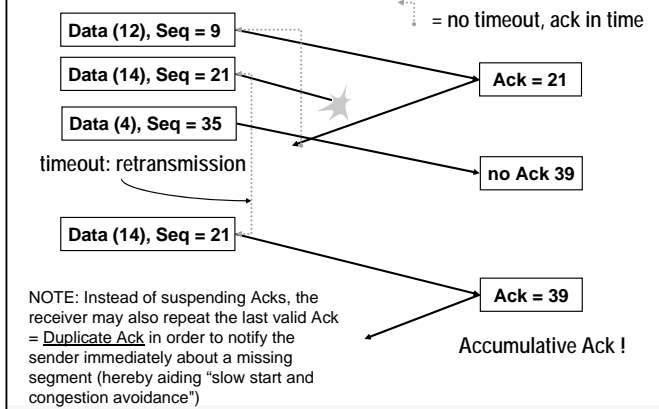 = no timeout, ack in time
Data (12), Seq = 9
Data (14), Seq = 21
Ack = 21
Data (4), Seq = 35
timeout: retransmission
no Ack 39
Data (14), Seq = 21
Ack = 39
NOTE: Instead of suspending Acks, the
receiver may also repeat the last valid Ack
= Duplicate Ack in order to notify the
sender immediately about a missing
segment (hereby aiding “slow start and
congestion avoidance")
Accumulative Ack !